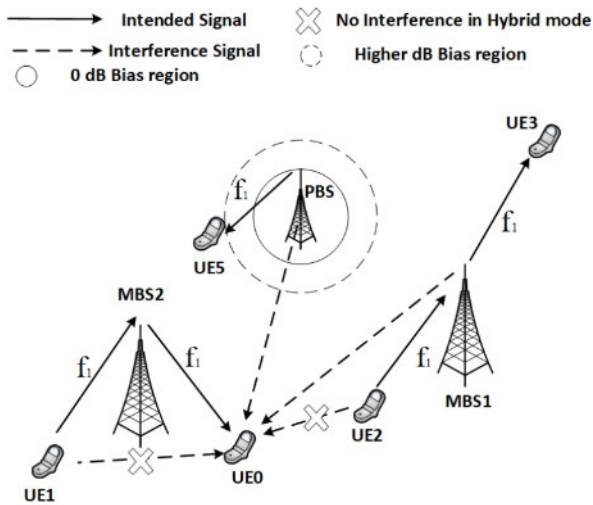 Intended Signal
No Interference in Hybrid mode
Interference Signal
Higher dB Bias region
0 dB Bias region
UE3
f1
PBS
f1
UE5
MBS2
f1
f1
f1
MBS1
UE2
UE0
UE1